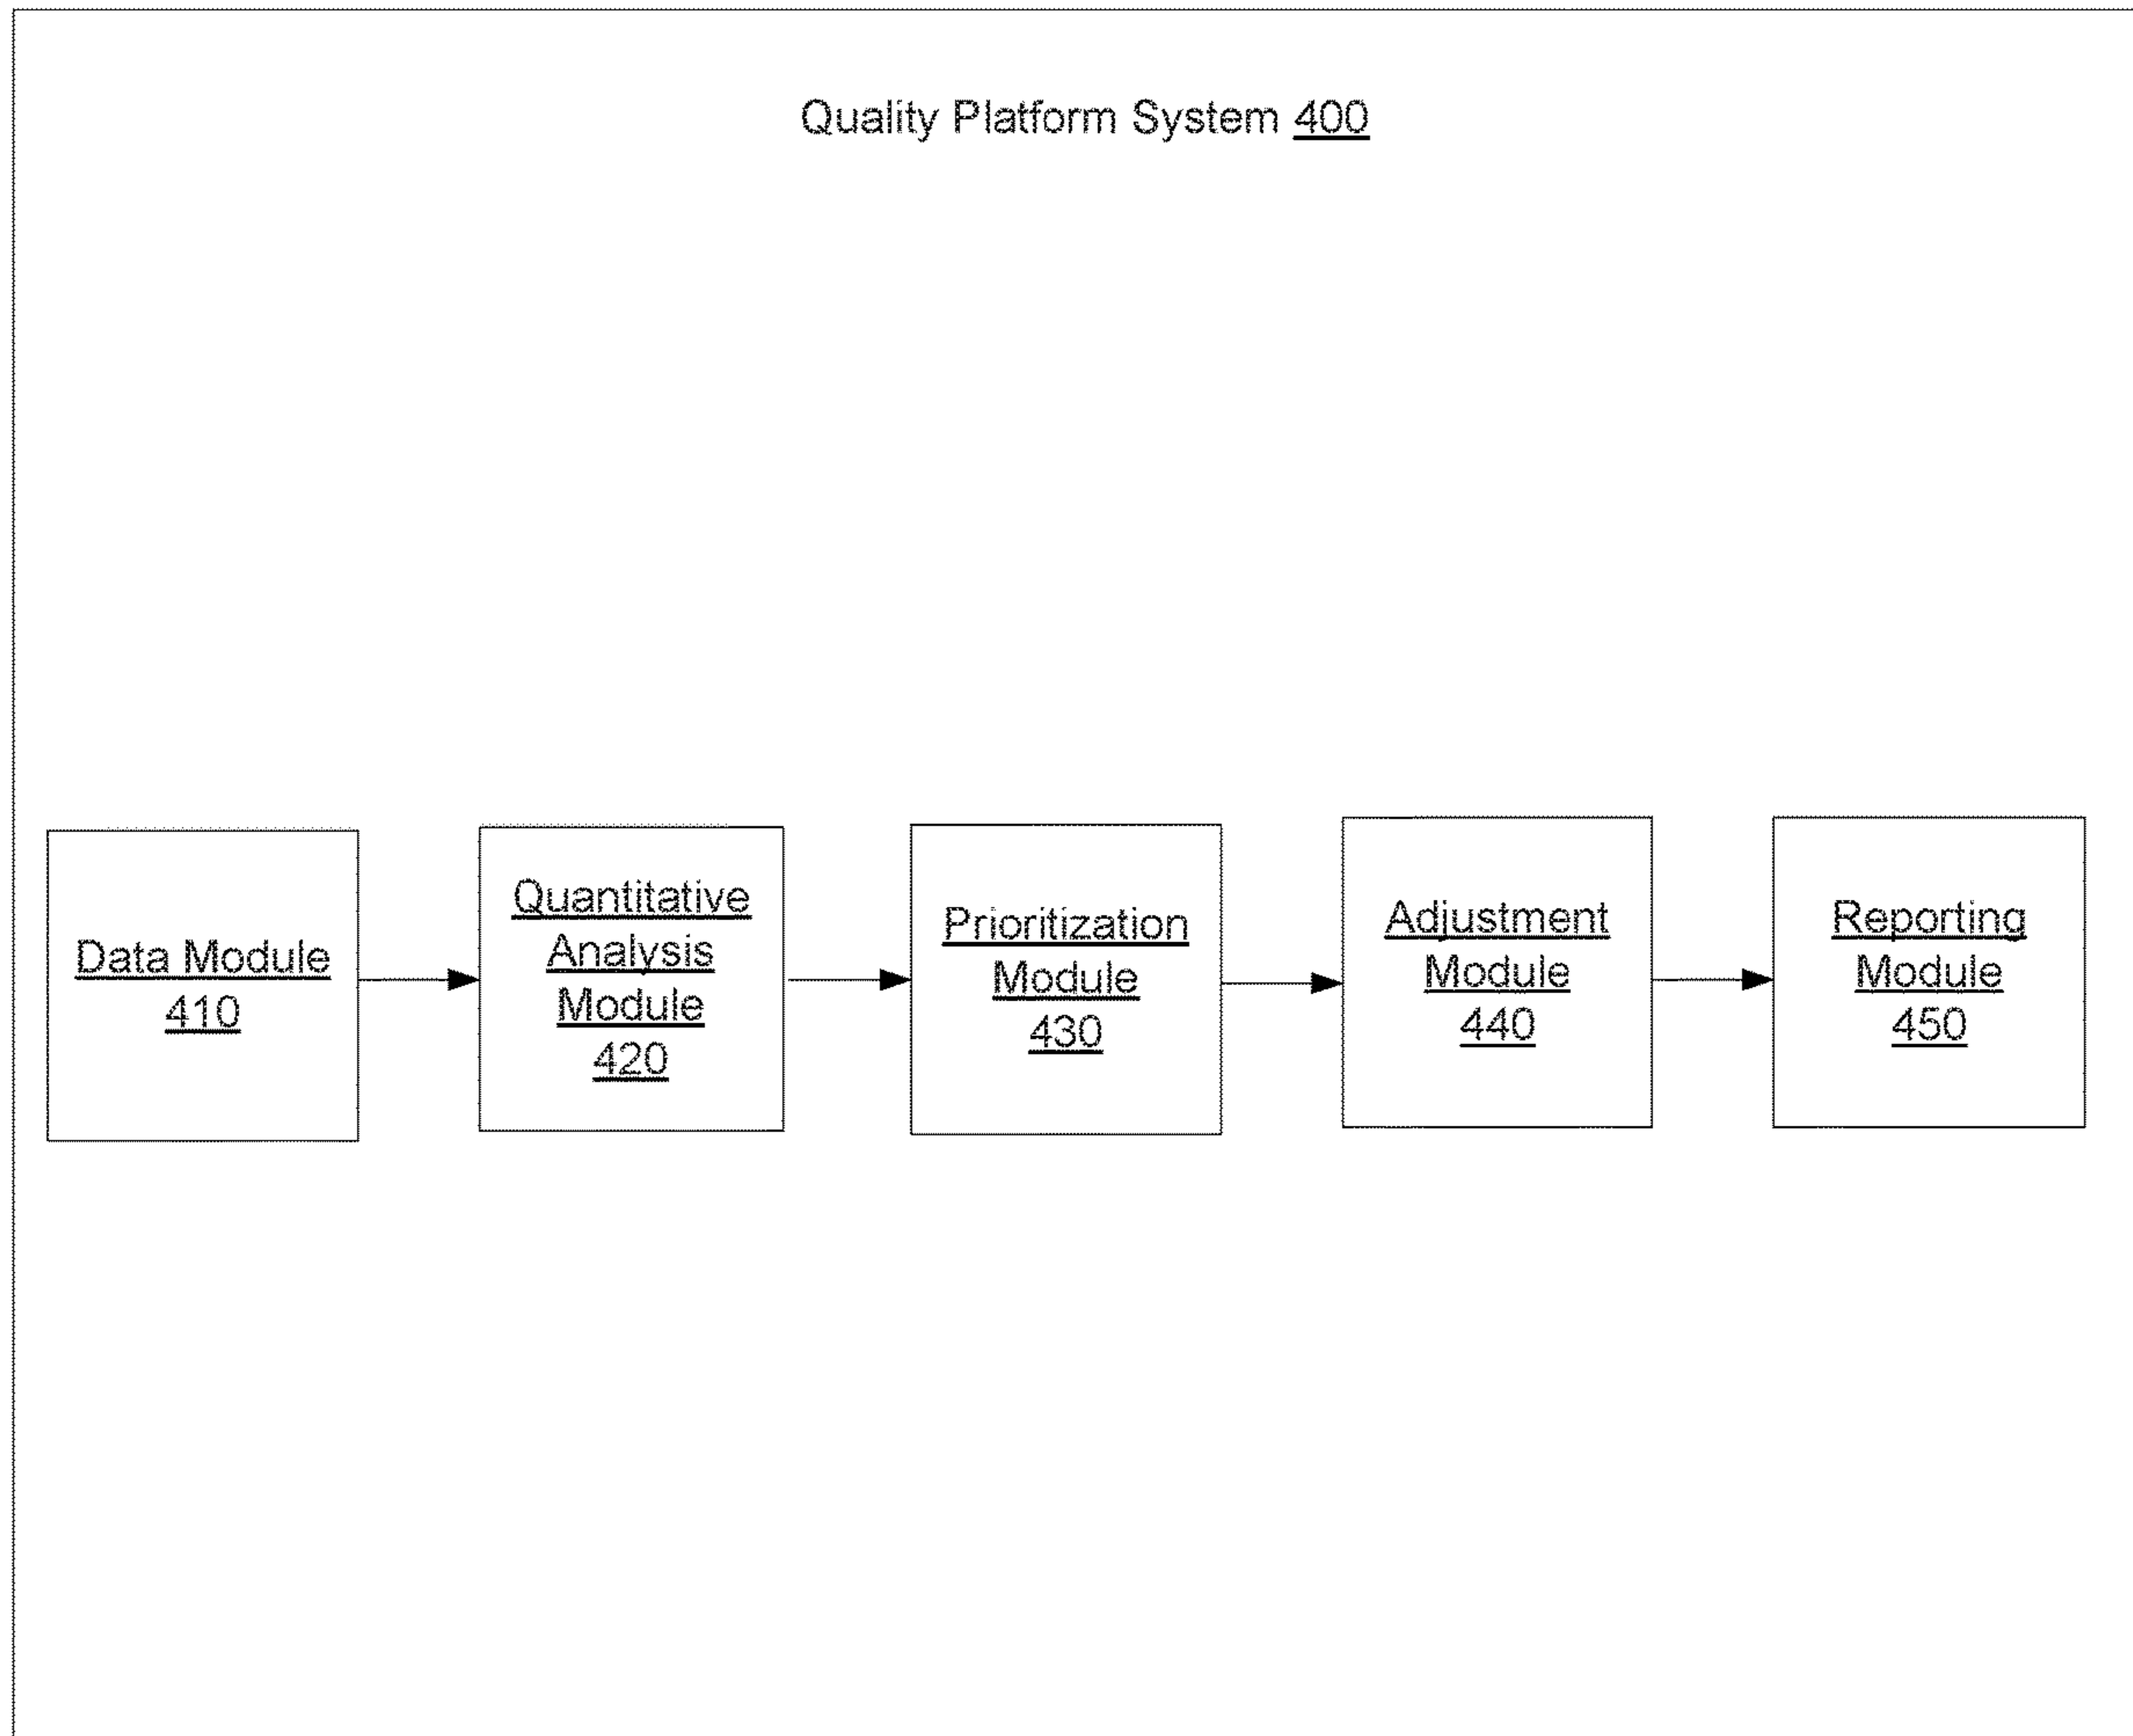 Quality Platform System 400
Data Module
410
Quantitative
Analysis
Module
420
Prioritization
Module
430
Adjustment
Module
440
Reporting
Module
450